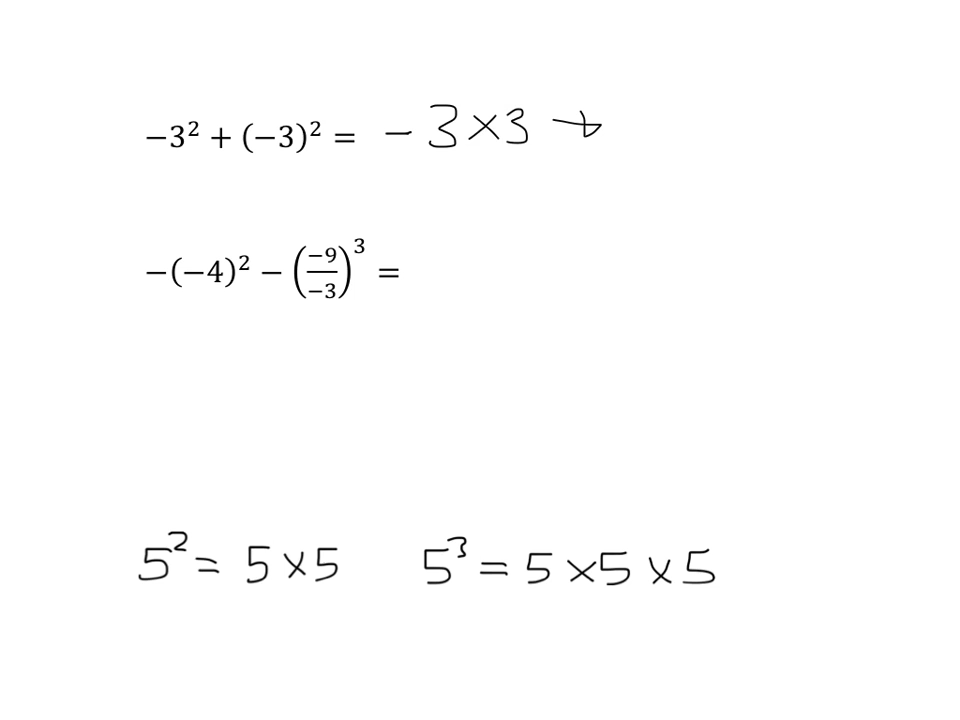 −3² + (−3)² = − 3×3 +
−(−4)² − (−9/−3)³ =
5² = 5×5 5³ = 5×5×5